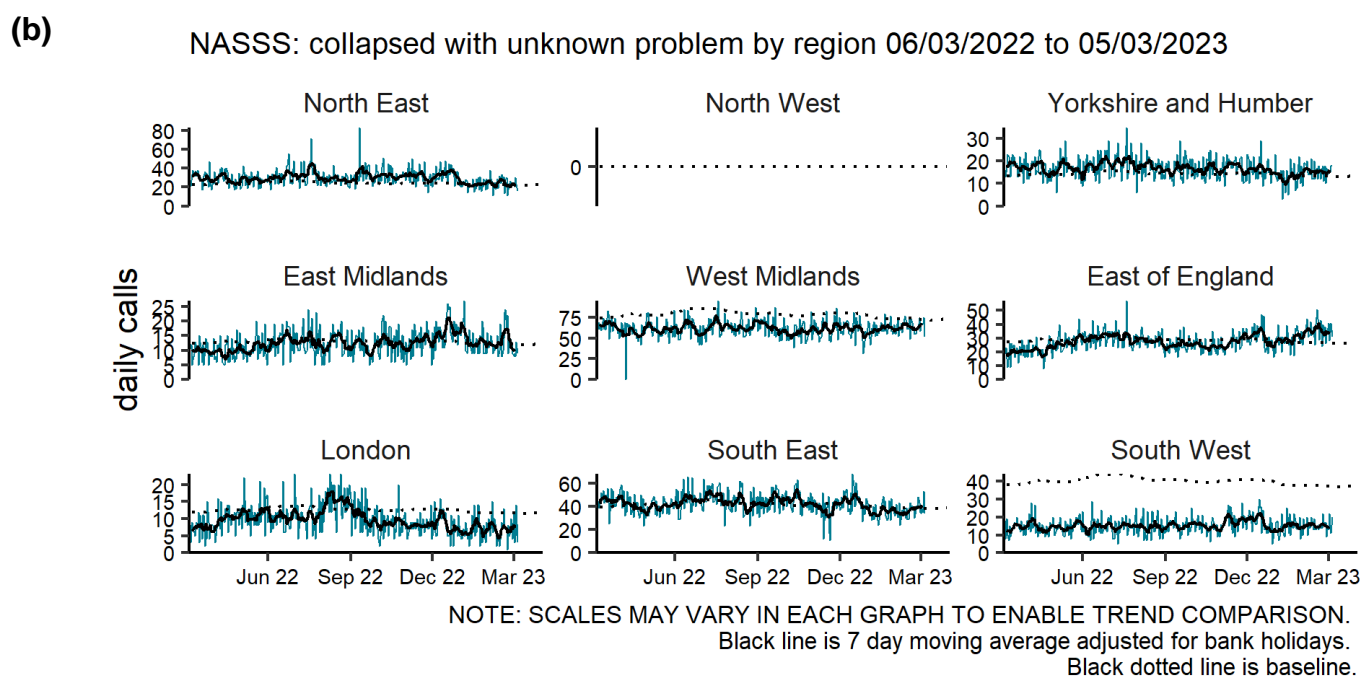 (b)
NASSS: collapsed with unknown problem by region 06/03/2022 to 05/03/2023
North East
North West
Yorkshire and Humber
80
60
40
20
0
0
30
20
10
0
daily calls
East Midlands
West Midlands
East of England
25
20
15
10
5
0
75
50
25
0
50
40
30
20
10
0
London
South East
South West
20
15
10
5
0
60
40
20
0
40
30
20
10
0
Jun 22 Sep 22 Dec 22 Mar 23
Jun 22 Sep 22 Dec 22 Mar 23
Jun 22 Sep 22 Dec 22 Mar 23
NOTE: SCALES MAY VARY IN EACH GRAPH TO ENABLE TREND COMPARISON.
Black line is 7 day moving average adjusted for bank holidays.
Black dotted line is baseline.